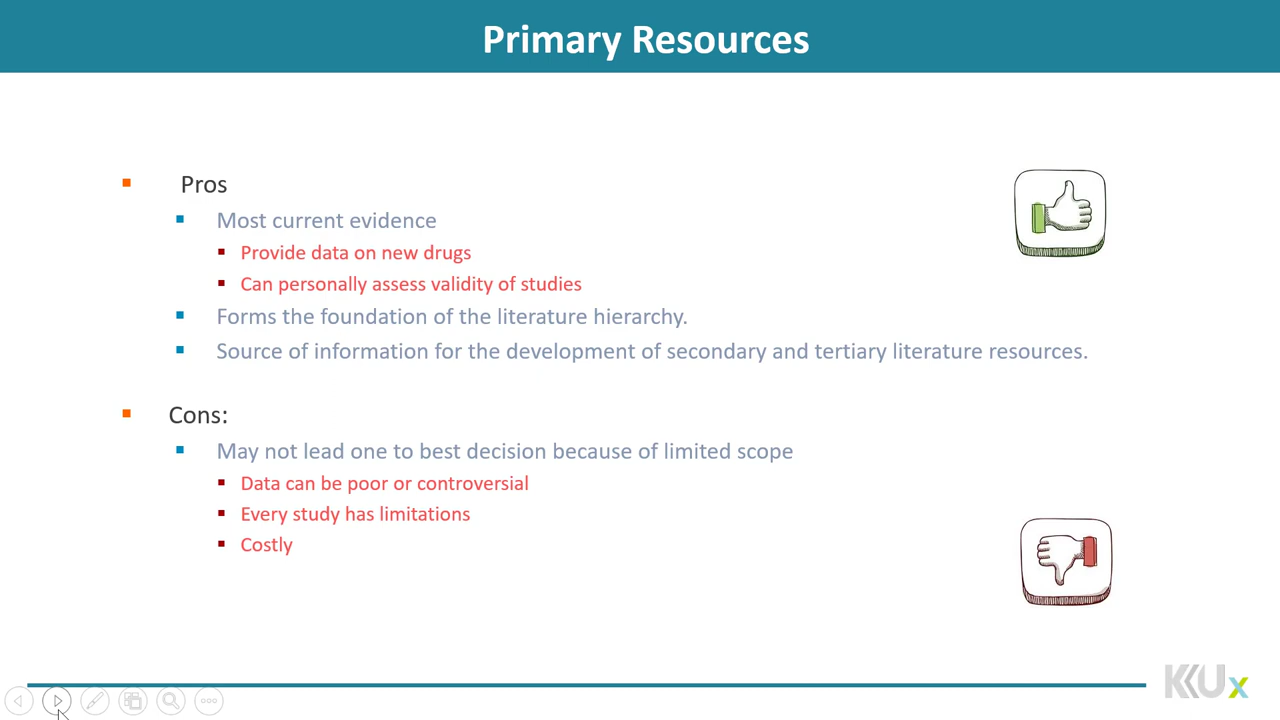 Primary Resources
Pros
Most current evidence
Provide data on new drugs
Can personally assess validity of studies
Forms the foundation of the literature hierarchy.
Source of information for the development of secondary and tertiary literature resources.
Cons:
May not lead one to best decision because of limited scope
Data can be poor or controversial
Every study has limitations
Costly
KKUx